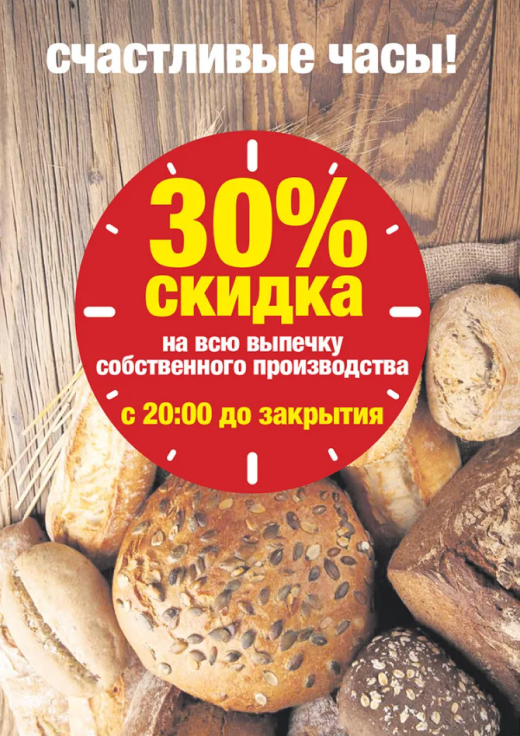 счастливые часы!
30%
скидка
на всю выпечку
собственного производства
с 20:00 до закрытия